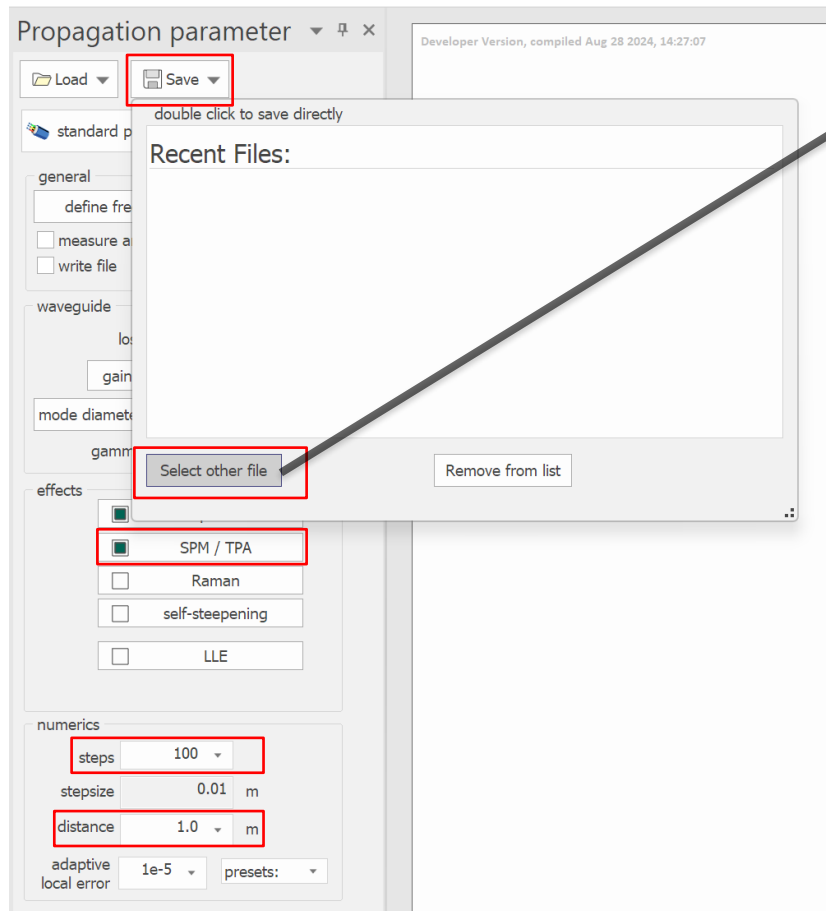 Propagation parameter
Developer Version, compiled Aug 28 2024, 14:27:07
Load
Save
double click to save directly
standard p
Recent Files:
general
define fre
measure a
write file
waveguide
gain
mode diamete
gamm
Select other file
Remove from list
effects
SPM / TPA
Raman
self-steepening
LLE
numerics
steps 100
stepsize 0.01 m
distance 1.0 m
adaptive
local error 1e-5 presets: